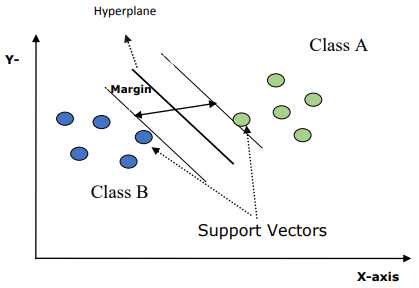 Hyperplane
Class A
Y-
Margin
Class B
Support Vectors
X-axis